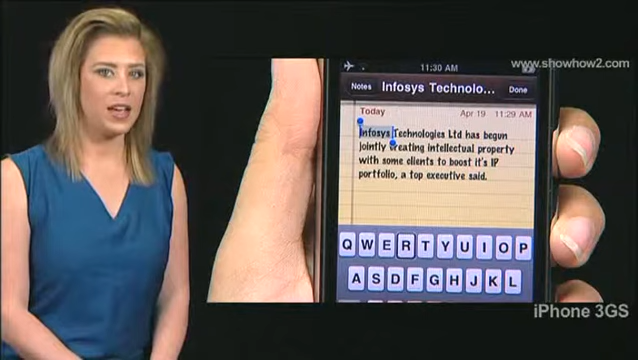 11:30 AM
www.showhow2.com
Notes
Infosys Technolo...
Done
Today
Apr 19
11:29 AM
Infosys Technologies Ltd has begun
jointly creating intellectual property
with some clients to boost it's IP
portfolio, a top executive said.
Q W E R T Y U I O P
A S D F G H J K L
iPhone 3GS